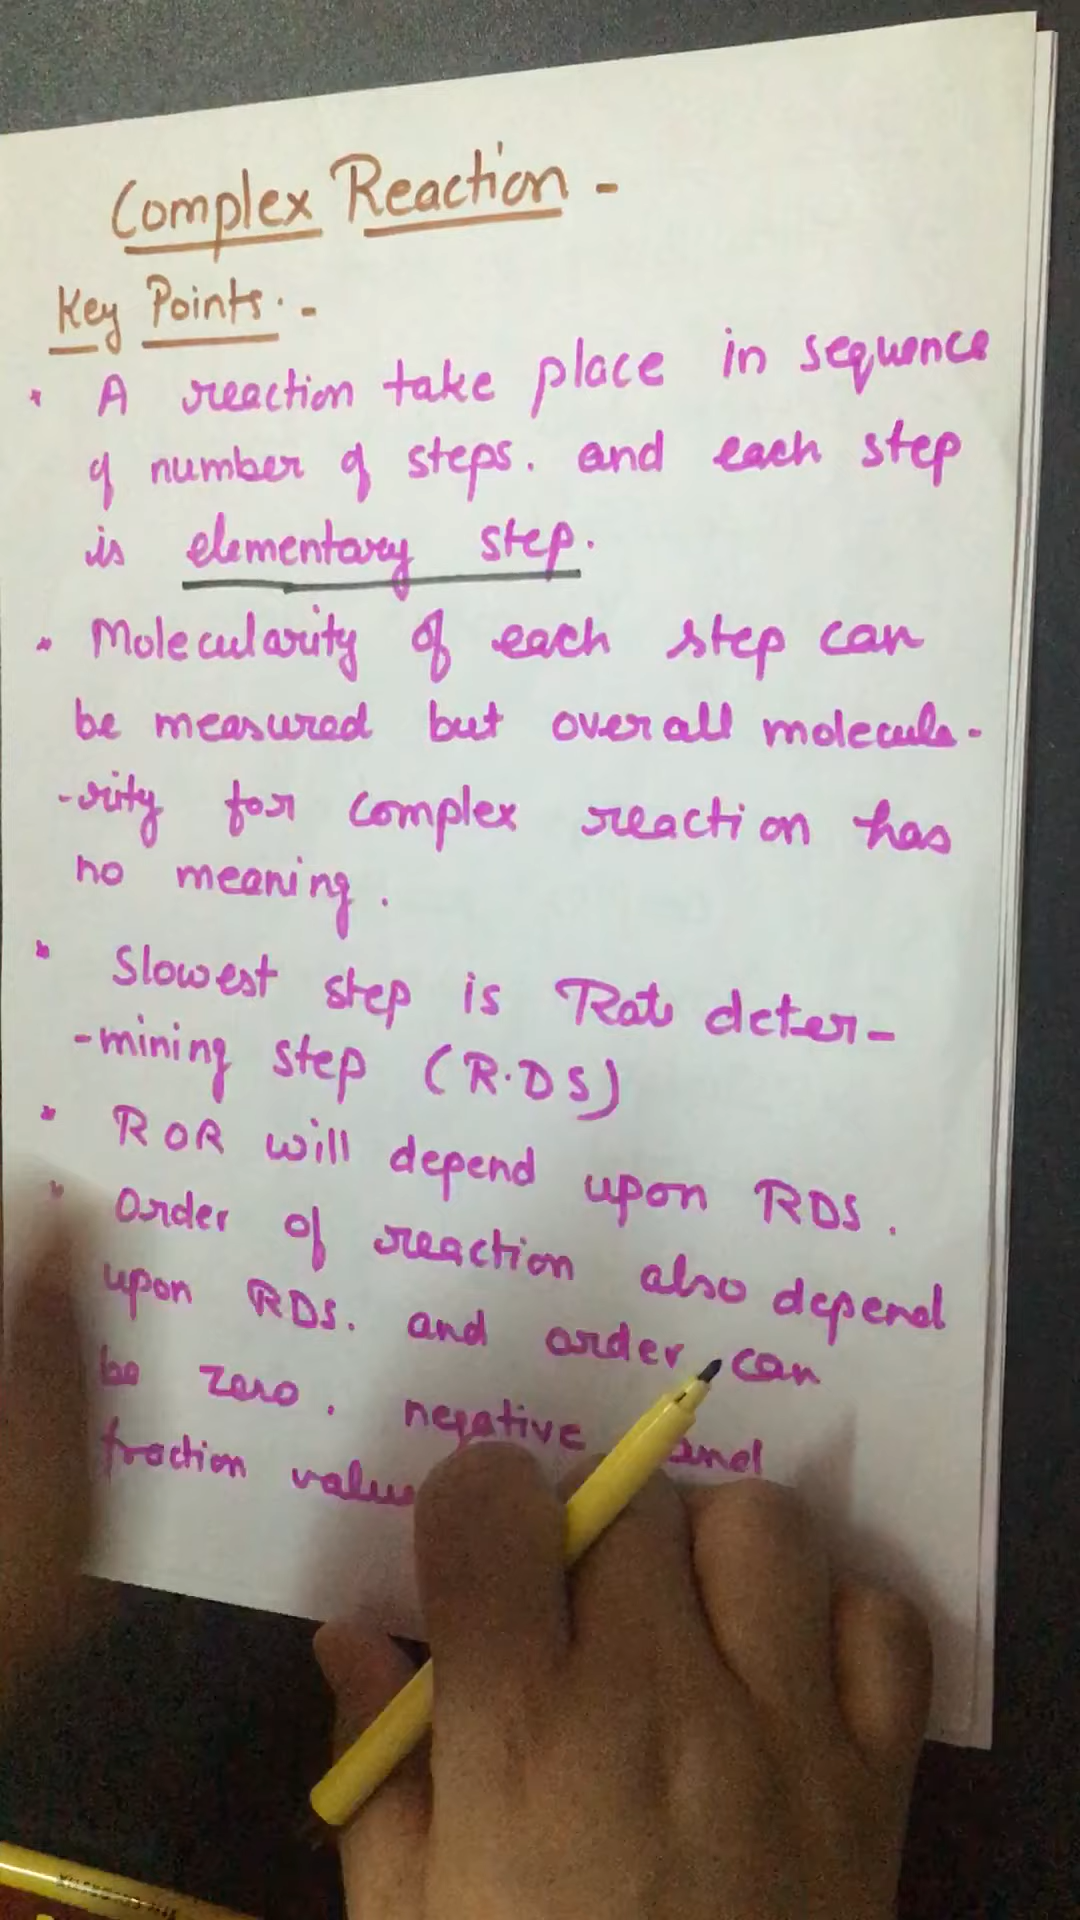 Complex Reaction -
Key Points. -
• A reaction take place in sequence
of number of steps. and each step
is elementary step.
• Molecularity of each step can
be measured but overall molecula-
-rity for complex reaction has
no meaning.
• Slowest step is Rate deter-
-mining step (R.DS)
• ROR will depend upon RDS.
• Order of reaction also depend
upon RDS. and order can
be zero. negative and
fraction value